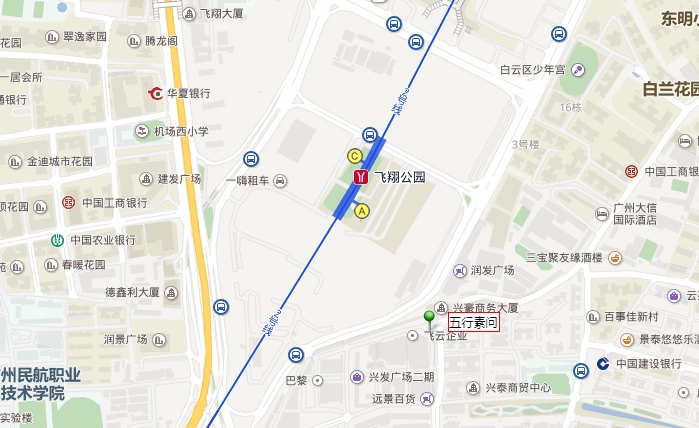 飞翔大厦
翠逸家园
腾龙阁
东明小
花园
白云区少年宫
一居会所
白兰花园
通银行
华夏银行
16栋
机场西小学
3号楼
金迪城市花园
C
建发广场
一嗨租车
飞翔公园
中国工商银行
中国工商银行
A
广州大信
国际酒店
中国农业银行
春暖花园
三宝聚友缘酒楼
花园
润发广场
德鑫利大厦
兴豪商务大厦
云
五行素问
百事佳新村
飞云企业
润景广场
景泰悠悠乐
中国建设银行
州民航职业
技术学院
巴黎
兴发广场二期
兴泰商贸中心
远景百货
实验楼